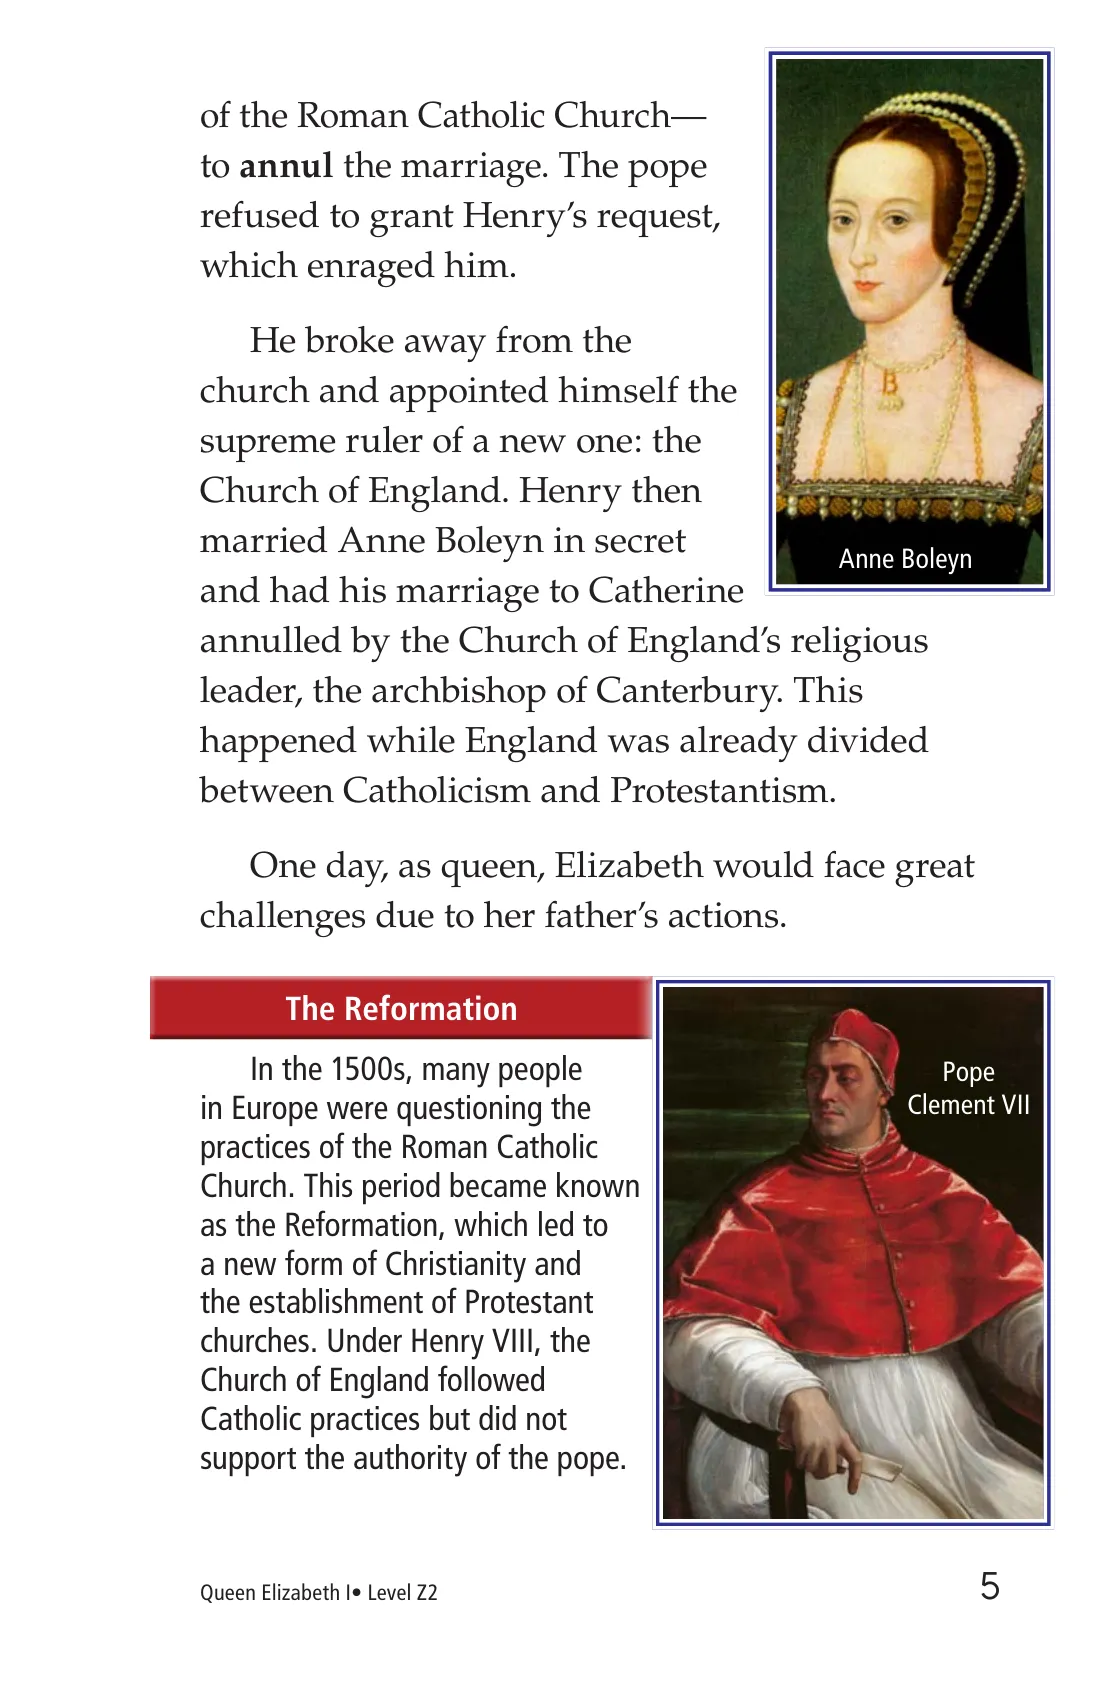 of the Roman Catholic Church—
to annul the marriage. The pope
refused to grant Henry’s request,
which enraged him.
He broke away from the
church and appointed himself the
supreme ruler of a new one: the
Church of England. Henry then
married Anne Boleyn in secret
and had his marriage to Catherine
annulled by the Church of England’s religious
leader, the archbishop of Canterbury. This
happened while England was already divided
between Catholicism and Protestantism.
One day, as queen, Elizabeth would face great
challenges due to her father’s actions.
B
Anne Boleyn
The Reformation
In the 1500s, many people
in Europe were questioning the
practices of the Roman Catholic
Church. This period became known
as the Reformation, which led to
a new form of Christianity and
the establishment of Protestant
churches. Under Henry VIII, the
Church of England followed
Catholic practices but did not
support the authority of the pope.
Pope
Clement VII
Queen Elizabeth I• Level Z2
5